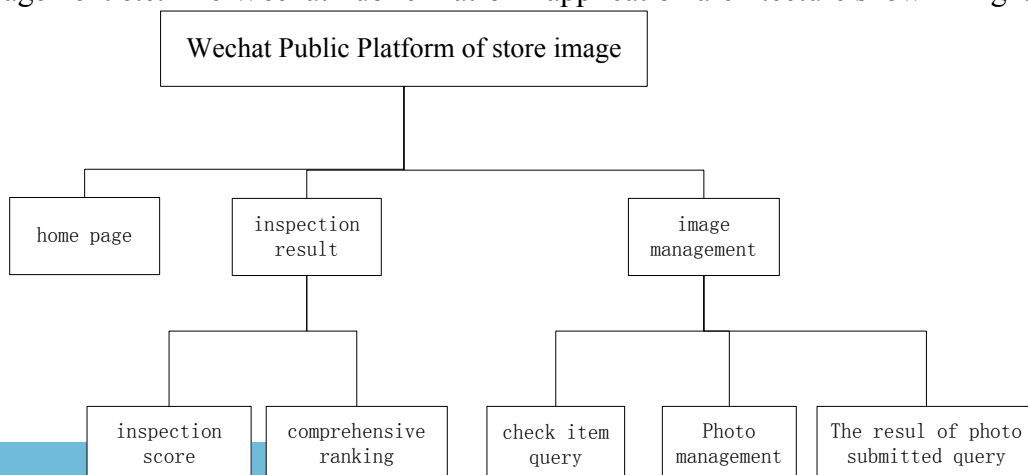 Wechat Public Platform of store image
home page
inspection
result
image
management
inspection
score
comprehensive
ranking
check item
query
Photo
management
The resul of photo
submitted query